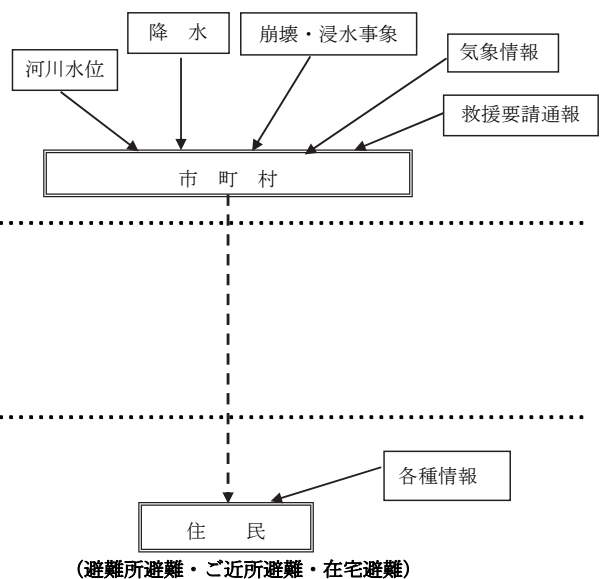 降　水
崩壊・浸水事象
気象情報
河川水位
救援要請通報
市　町　村
各種情報
住　　民
（避難所避難・ご近所避難・在宅避難）